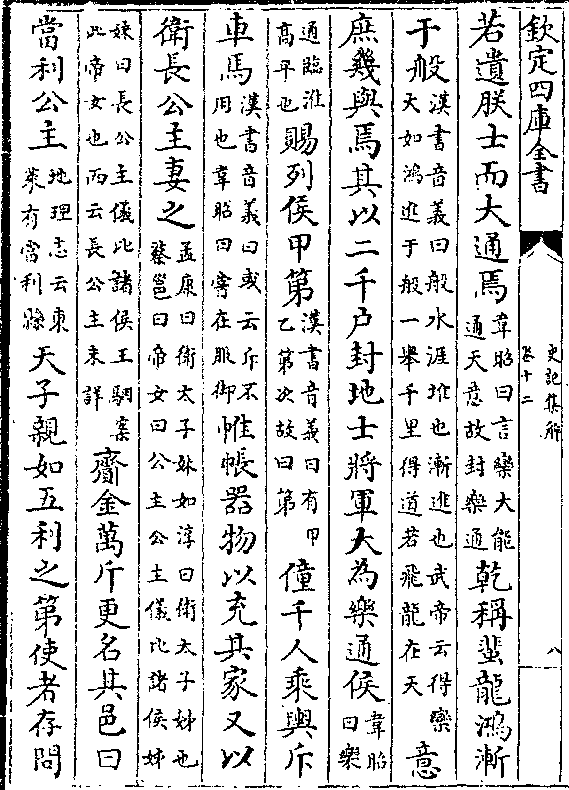 欽定四庫全書
史記集解
卷十二
八
若遺朕士而大通焉韋昭曰言欒大能通天意故封樂通乾稱蜚龍鴻漸
于般漢書音義曰般水涯堆也漸進也武帝云得欒大如鴻進于般一舉千里得道若飛龍在天意
庶幾與焉其以二千戶封地士將軍大為樂通侯韋昭曰樂
通臨淮高平也賜列侯甲第漢書音義曰有甲乙第次故曰第僮千人乘輿斥
車馬漢書音義曰或云斥不用也韋昭曰嘗在服御帷帳器物以充其家又以
衛長公主妻之孟康曰衛太子妹如淳曰衛太子姊也蔡邕曰帝女曰公主公主儀比諸侯姊
妹曰長公主儀比諸侯王駰案此帝女也而云長公主未詳齎金萬斤更名其邑曰
當利公主地理志云東萊有當利縣天子親如五利之第使者存問